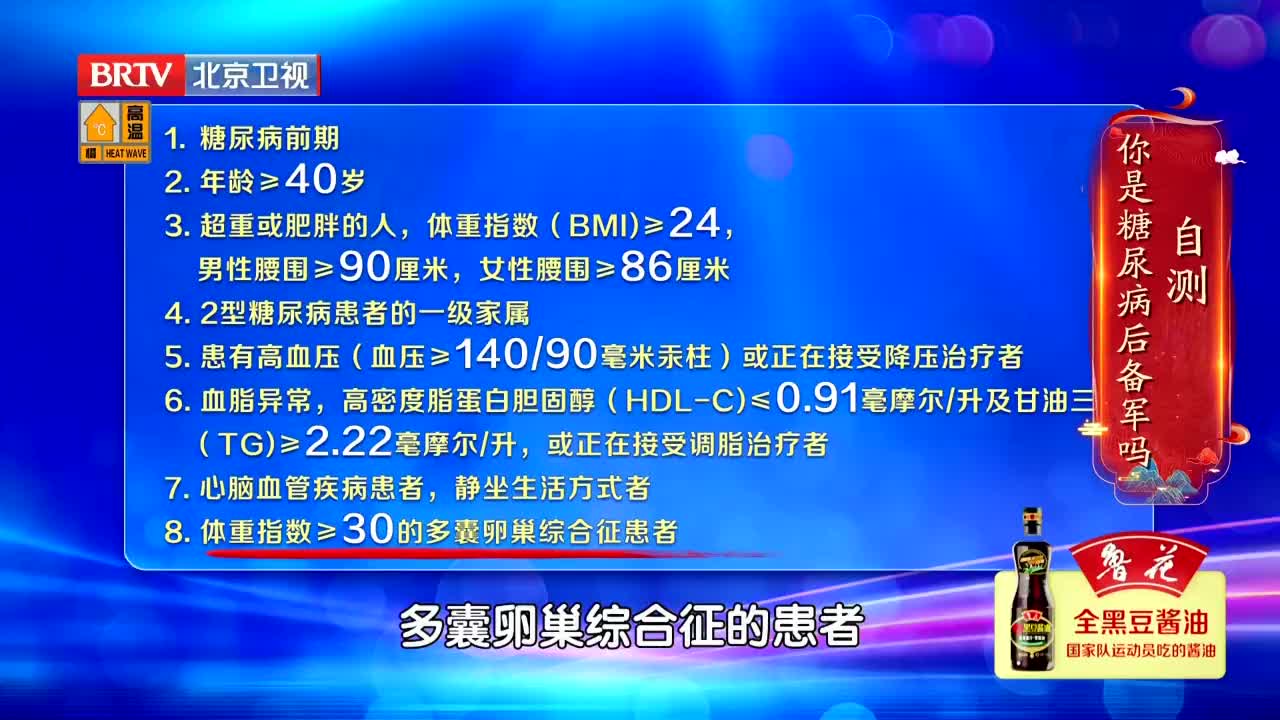 BRTV 北京卫视
℃ 高温
橙 HEAT WAVE
1. 糖尿病前期
2. 年龄≥40岁
3. 超重或肥胖的人，体重指数（BMI)≥24，
男性腰围≥90厘米，女性腰围≥86厘米
4. 2型糖尿病患者的一级家属
5. 患有高血压（血压≥140/90毫米汞柱）或正在接受降压治疗者
6. 血脂异常，高密度脂蛋白胆固醇（HDL-C)≤0.91毫摩尔/升及甘油三
（TG)≥2.22毫摩尔/升，或正在接受调脂治疗者
7. 心脑血管疾病患者，静坐生活方式者
8. 体重指数≥30的多囊卵巢综合征患者
自测
你是糖尿病后备军吗
多囊卵巢综合征的患者
鲁花
全黑豆酱油
国家队运动员吃的酱油